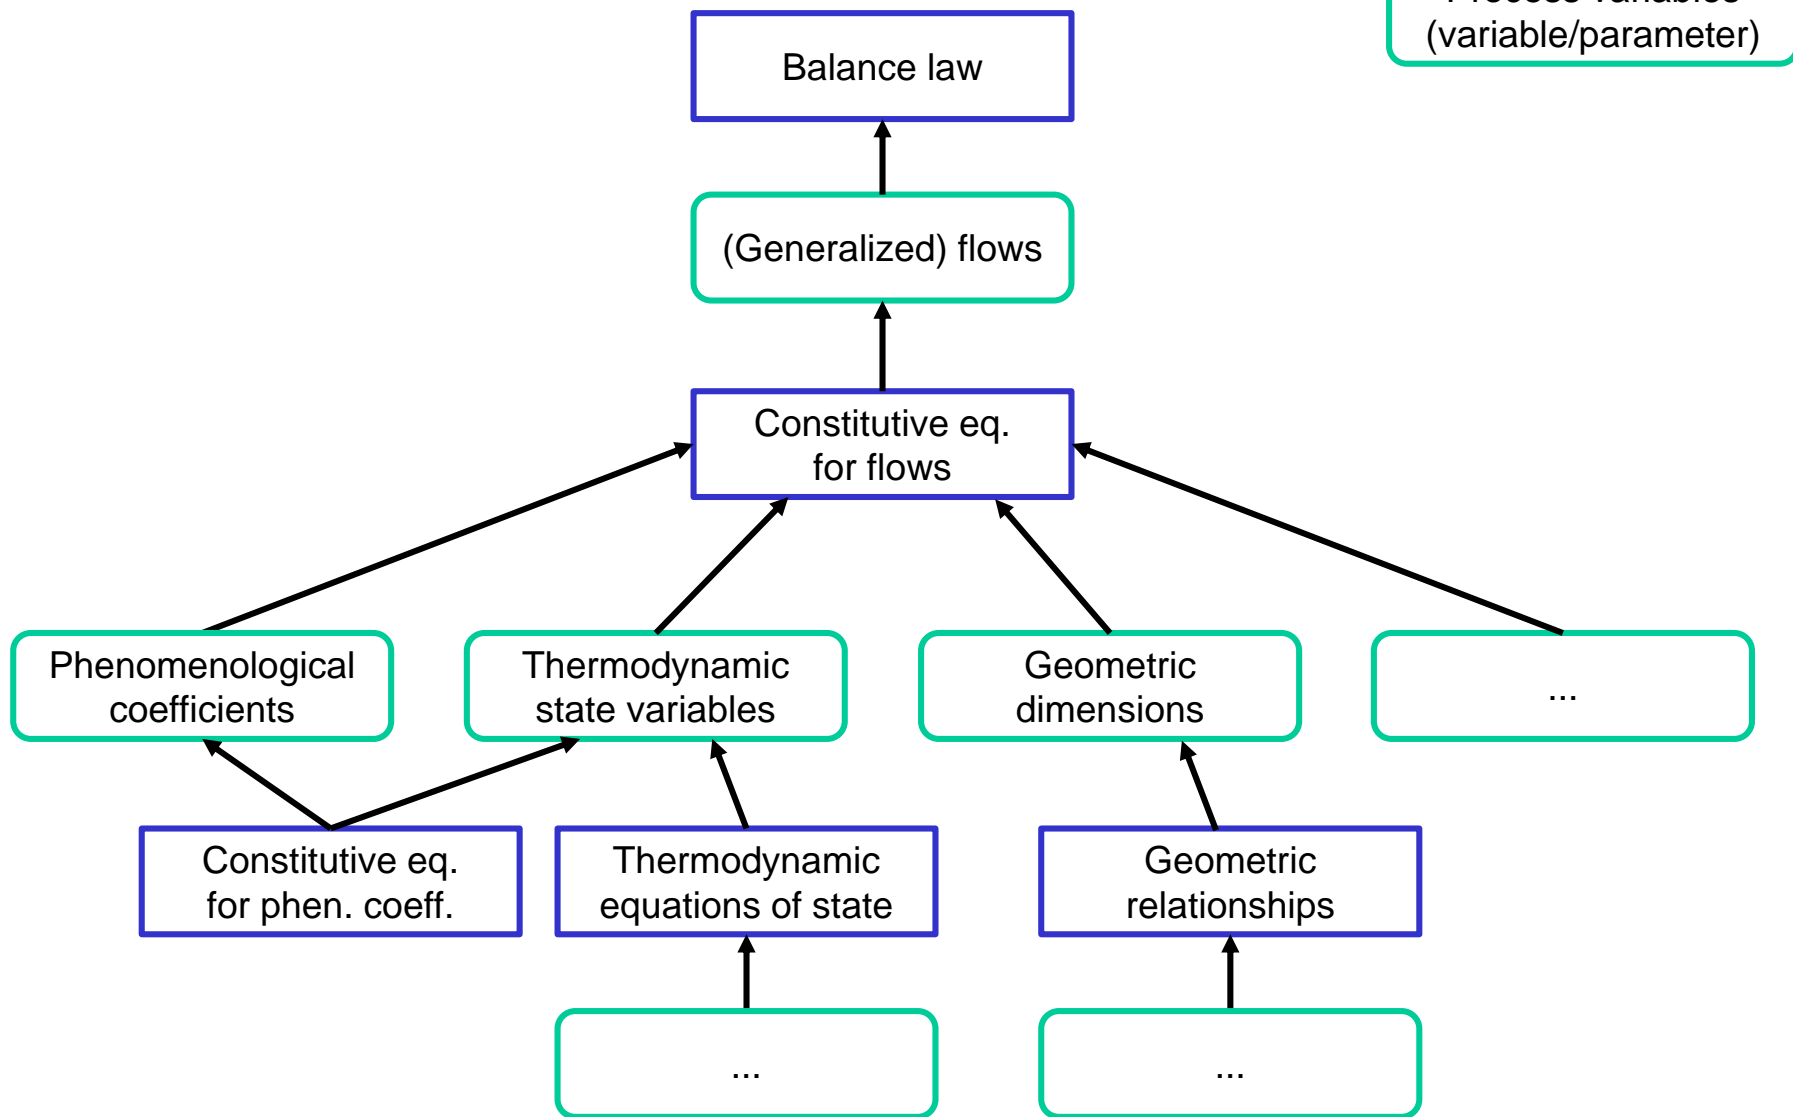 (variable/parameter)
Balance law
(Generalized) flows
Constitutive eq.
for flows
Phenomenological
coefficients
Thermodynamic
state variables
Geometric
dimensions
...
Constitutive eq.
for phen. coeff.
Thermodynamic
equations of state
Geometric
relationships
...
...